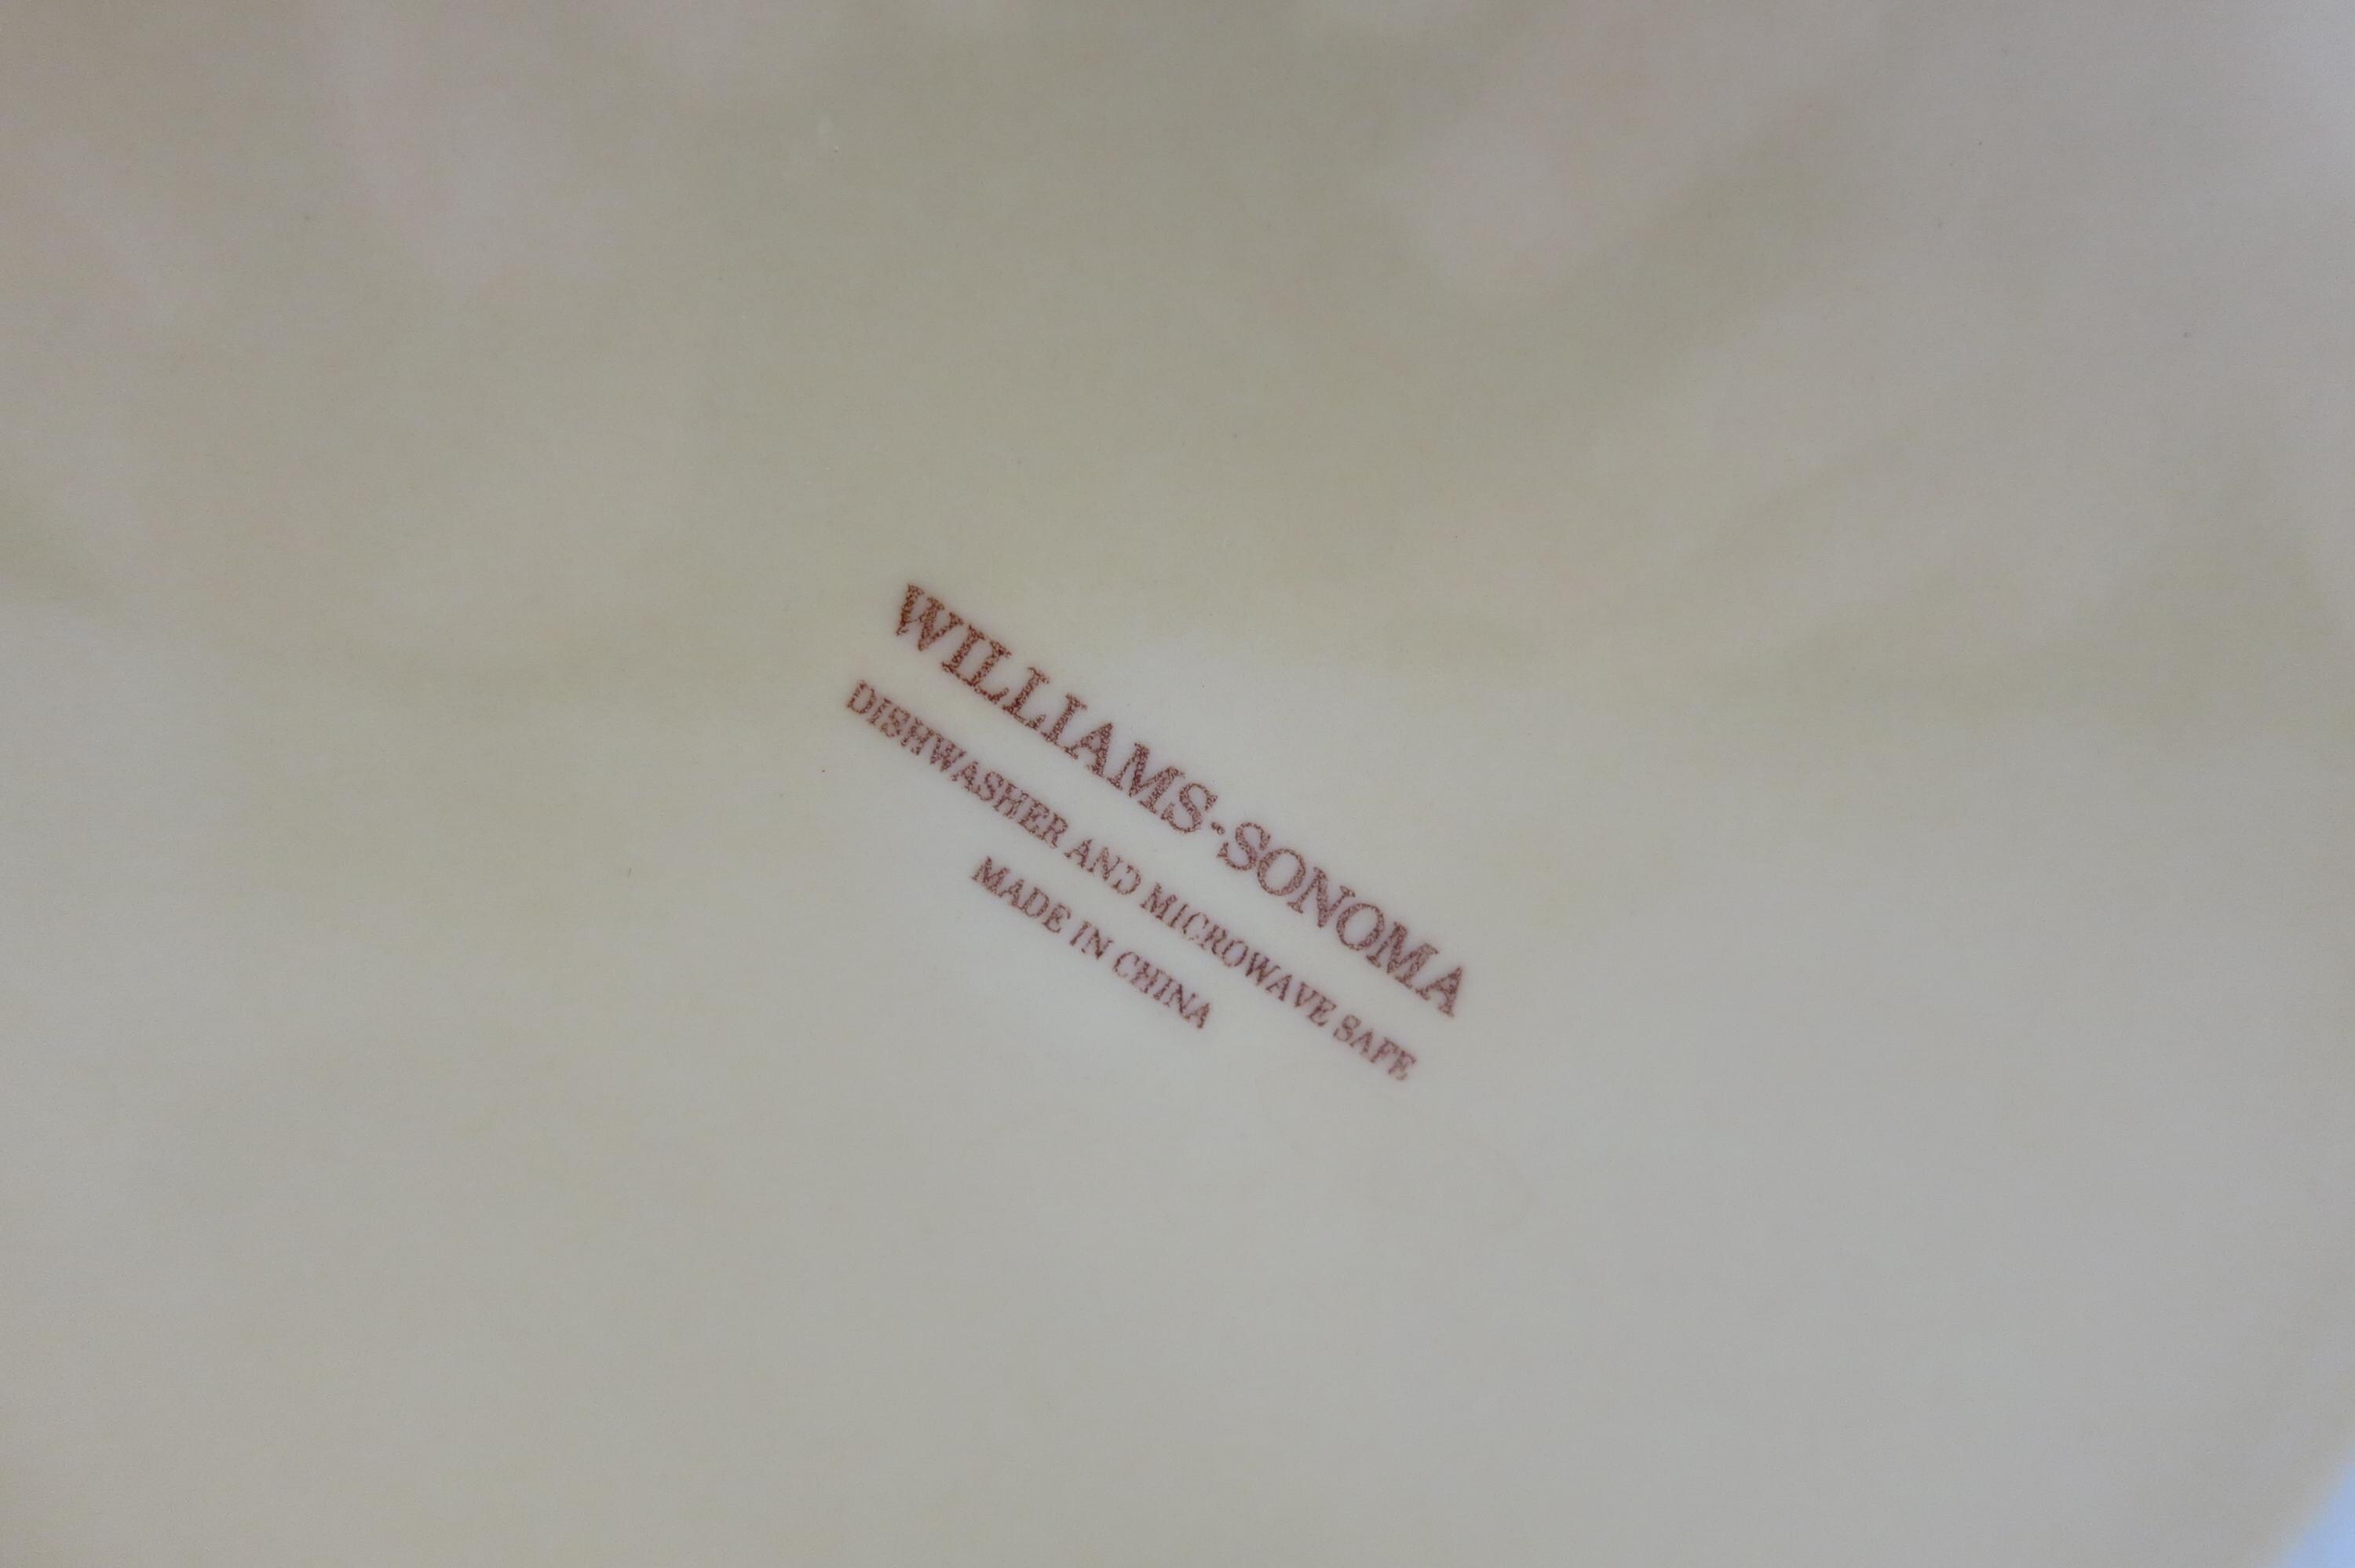 WILLIAMS-SONOMA
DISHWASHER AND MICROWAVE SAFE
MADE IN CHINA